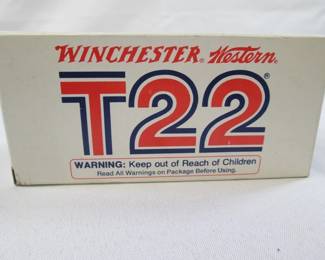 WINCHESTER® Western®
T22®
WARNING: Keep out of Reach of Children
Read All Warnings on Package Before Using.